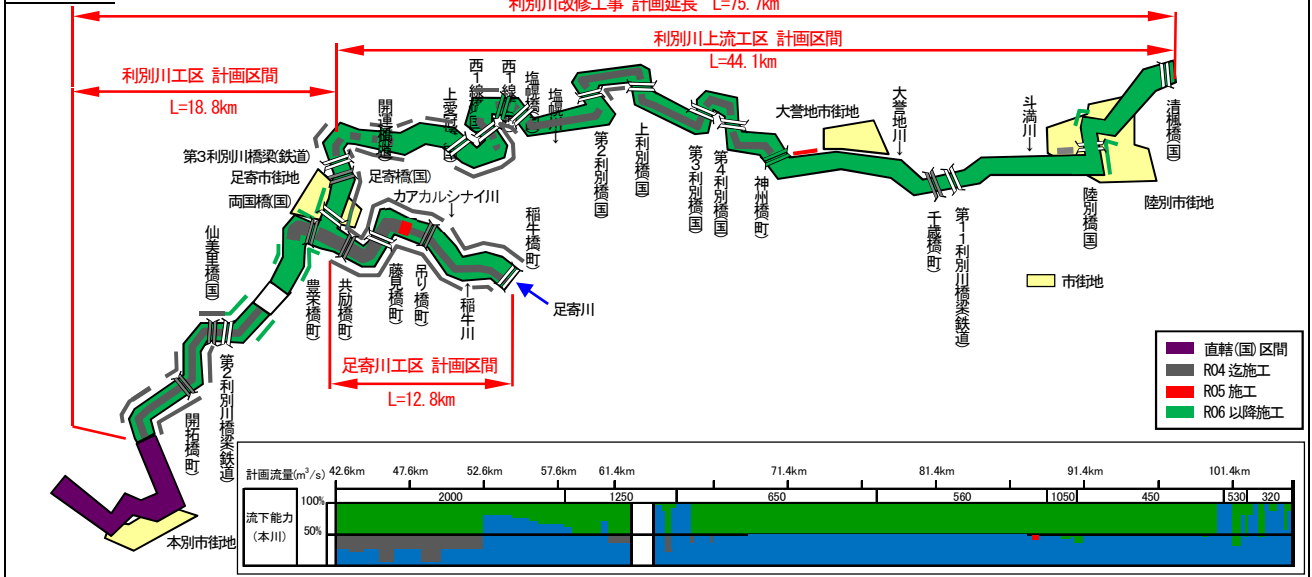 利別川改修工事 計画延長 L=75.7km
利別川上流工区 計画区間
L=44.1km
利別川工区 計画区間
L=18.8km
第3利別川橋梁(鉄道)
足寄市街地
両国橋(国)
足寄橋(国)
カアカルシナイ川
塩幌川
第2利別橋(国)
上利別橋(国)
第3利別橋(国)
第4利別橋(国)
神州橋(町)
大誉地市街地
大誉地川
千歳橋(町)
第11利別川橋梁(鉄道)
斗満川
陸別橋(国)
清楓橋(国)
陸別市街地
市街地
仙美里橋(国)
豊栄橋(町)
共励橋(町)
藤見橋(町)
吊り橋(町)
稲牛川
稲牛橋(町)
足寄川
足寄川工区 計画区間
L=12.8km
第2利別川橋梁(鉄道)
開拓橋(町)
本別市街地
直轄(国)区間
R04 迄施工
R05 施工
R06 以降施工
計画流量(m³/s) 42.6km 47.6km 52.6km 57.6km 61.4km 71.4km 81.4km 91.4km 101.4km
2000 1250 650 560 1050 450 530 320
流下能力
(本川)
100%
50%